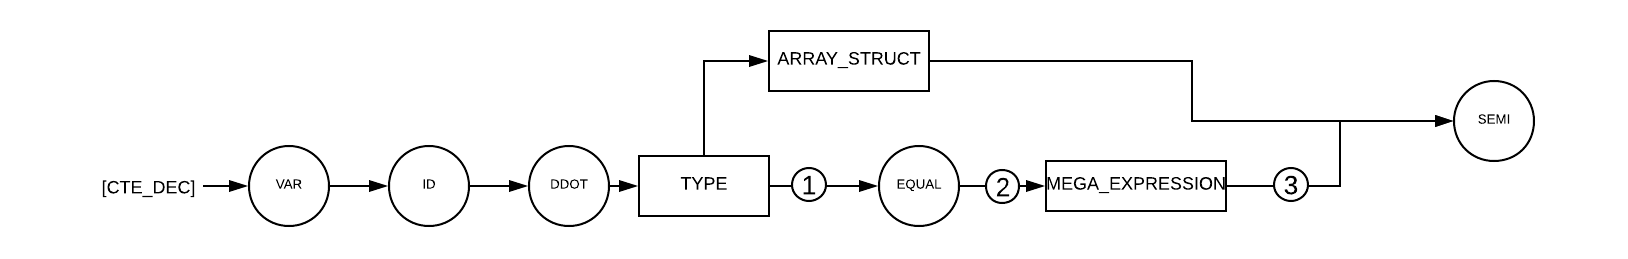 ARRAY_STRUCT
SEMI
[CTE_DEC]
VAR
ID
DDOT
TYPE
1
EQUAL
2
MEGA_EXPRESSION
3